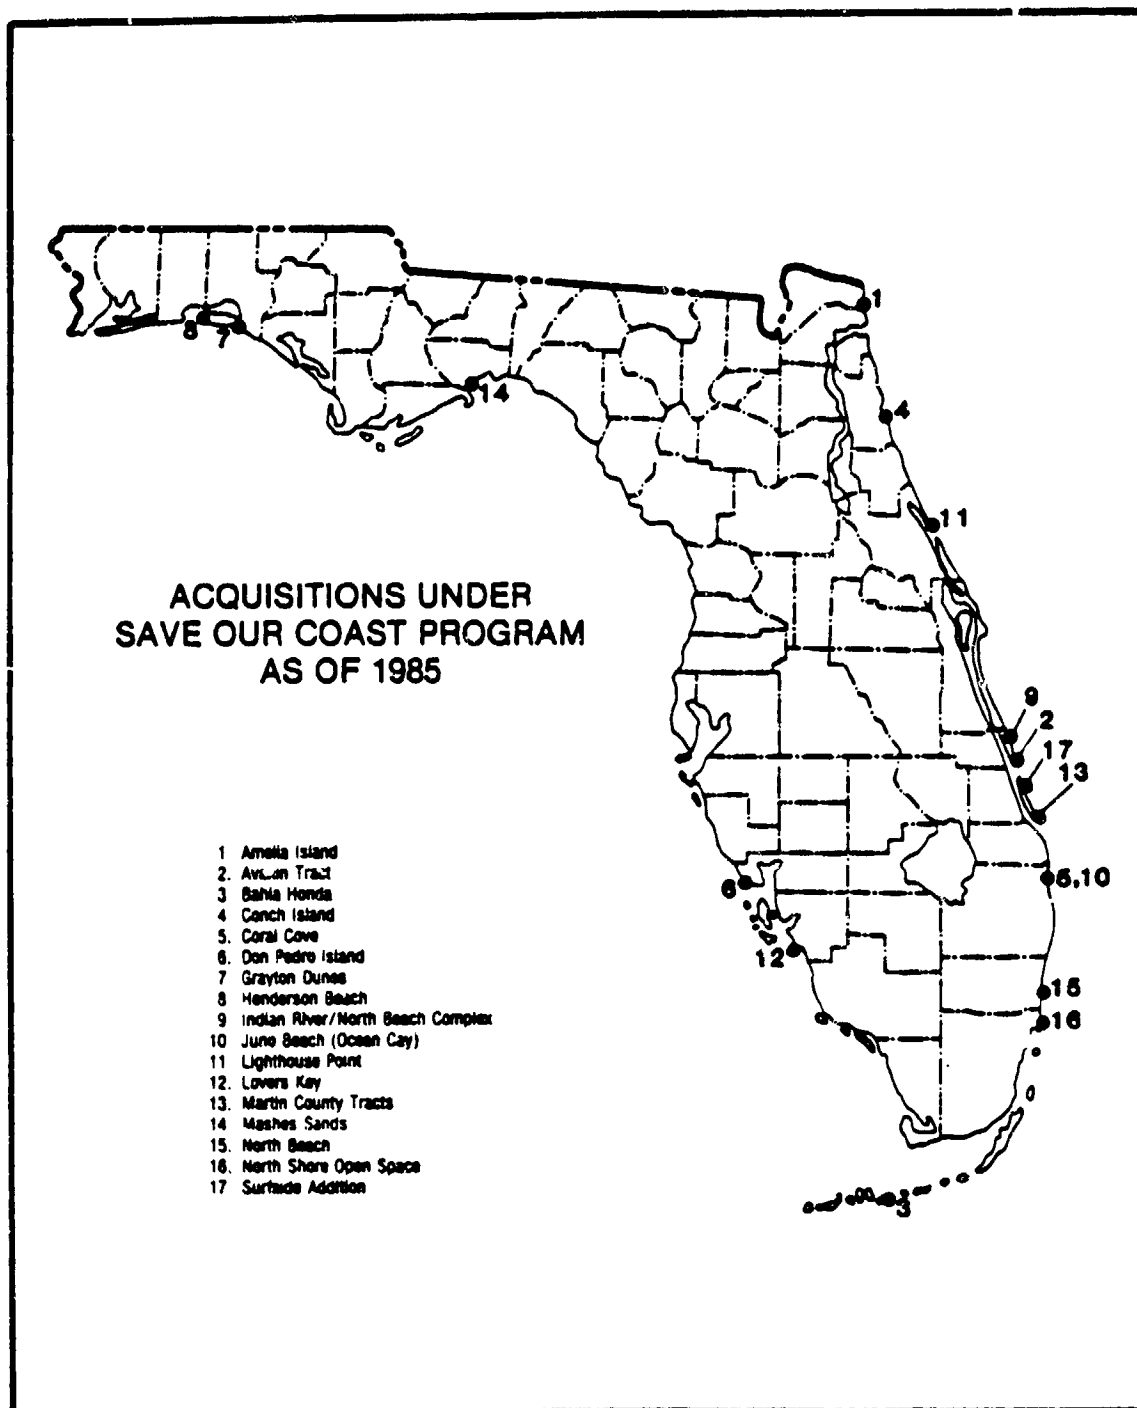 1
8
7
14
4
11
ACQUISITIONS UNDER
SAVE OUR COAST PROGRAM
AS OF 1985
9
2
17
13
6
5,10
12
15
16
3
1 Amelia Island
2. Tract
3 Bahia Honda
4 Conch Island
5. Coral Cove
6. Don Pedro Island
7 Grayton Dunes
8 Henderson Beach
9 Indian River/North Beach Complex
10 Juno Beach (Ocean Cay)
11 Lighthouse Point
12. Lovers Key
13. Martin County Tracts
14 Mashes Sands
15. North Beach
16. North Shore Open Space
17 Surfside Addition